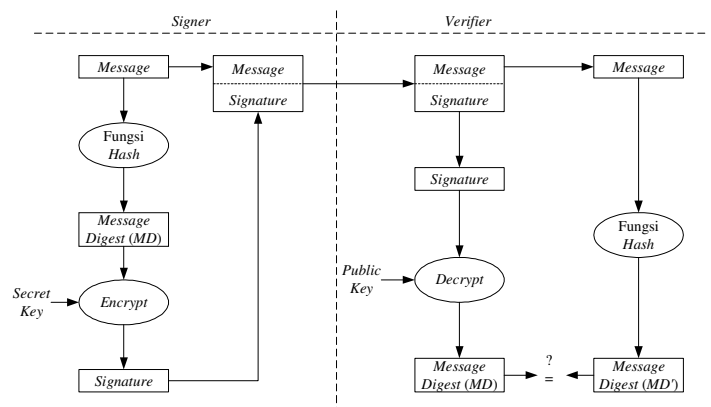 Signer
Verifier
Message
Message
Signature
Message
Signature
Message
Fungsi
Hash
Signature
Message
Digest (MD)
Fungsi
Hash
Secret
Key
Encrypt
Public
Key
Decrypt
Signature
Message
Digest (MD)
?
=
Message
Digest (MD')